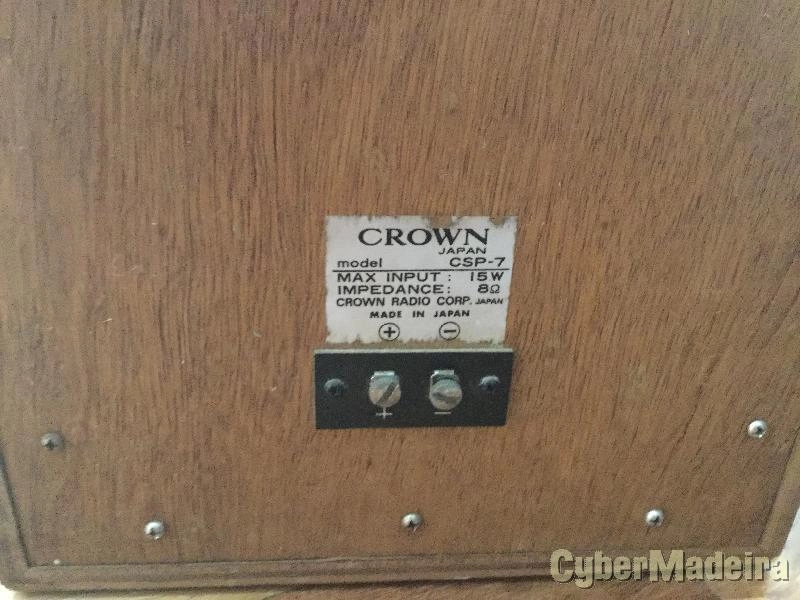 CROWN
JAPAN
model CSP-7
MAX INPUT: 15W
IMPEDANCE: 8Ω
CROWN RADIO CORP. JAPAN
MADE IN JAPAN
⊕ ⊖
+ −
CyberMadeira